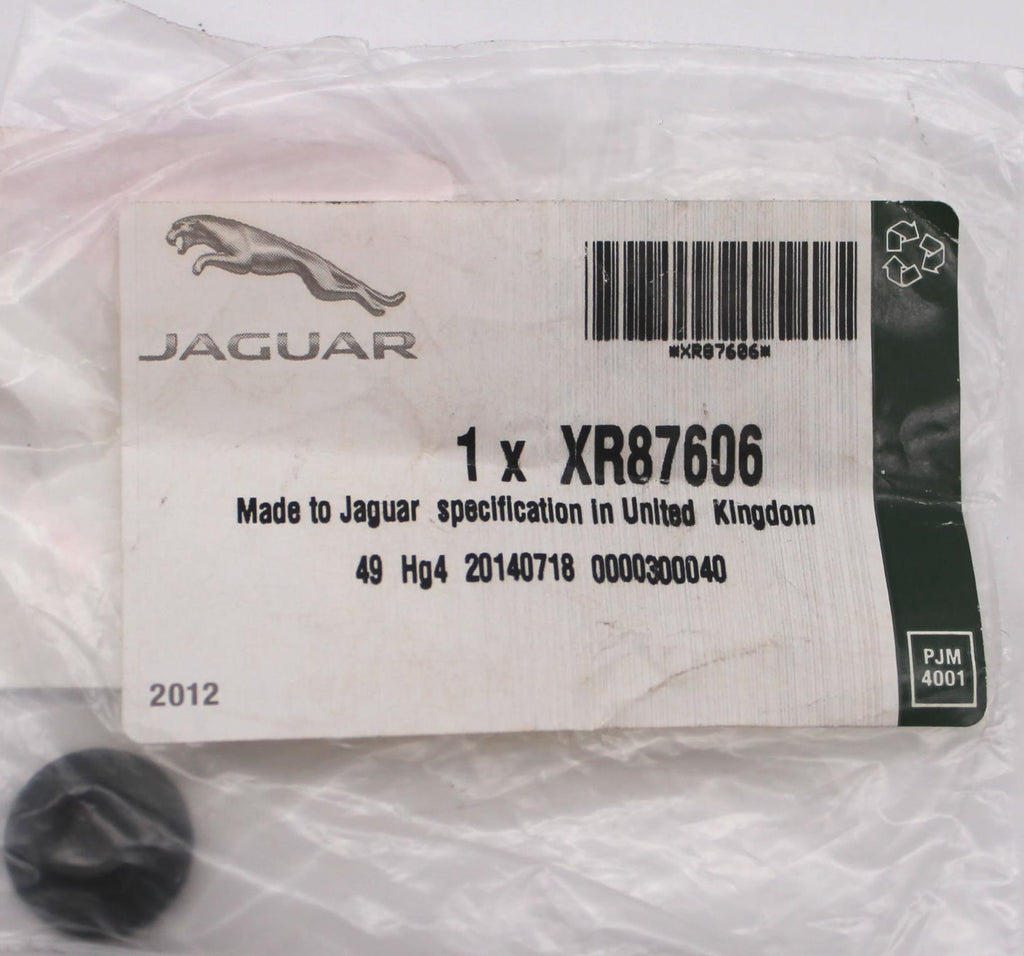 JAGUAR
*XR87606*
1 x XR87606
Made to Jaguar specification in United Kingdom
49 Hg4 20140718 0000300040
2012
PJM
4001